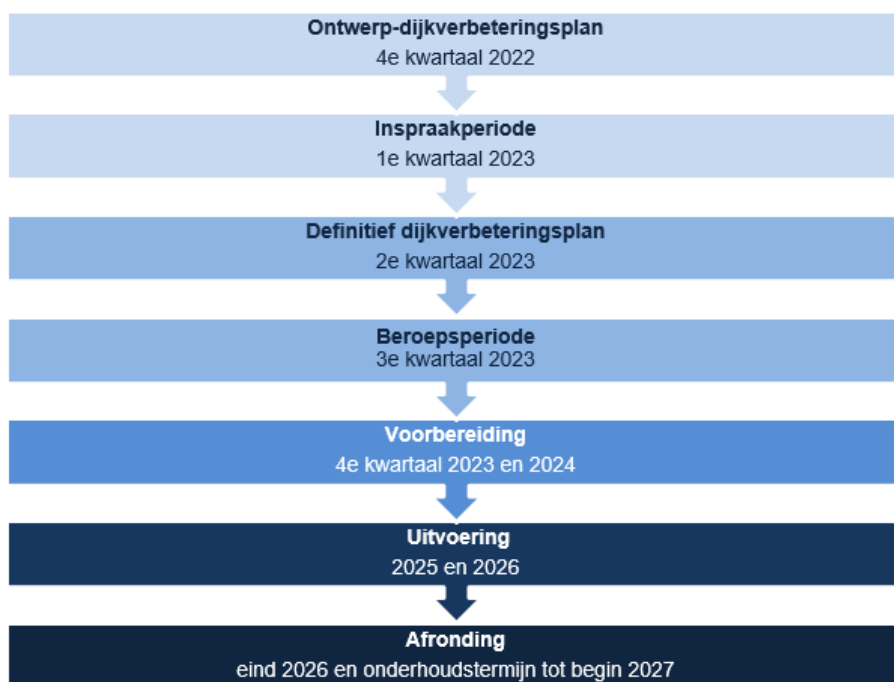 Ontwerp-dijkverbeteringsplan
4e kwartaal 2022
Inspraakperiode
1e kwartaal 2023
Definitief dijkverbeteringsplan
2e kwartaal 2023
Beroepsperiode
3e kwartaal 2023
Voorbereiding
4e kwartaal 2023 en 2024
Uitvoering
2025 en 2026
Afronding
eind 2026 en onderhoudstermijn tot begin 2027